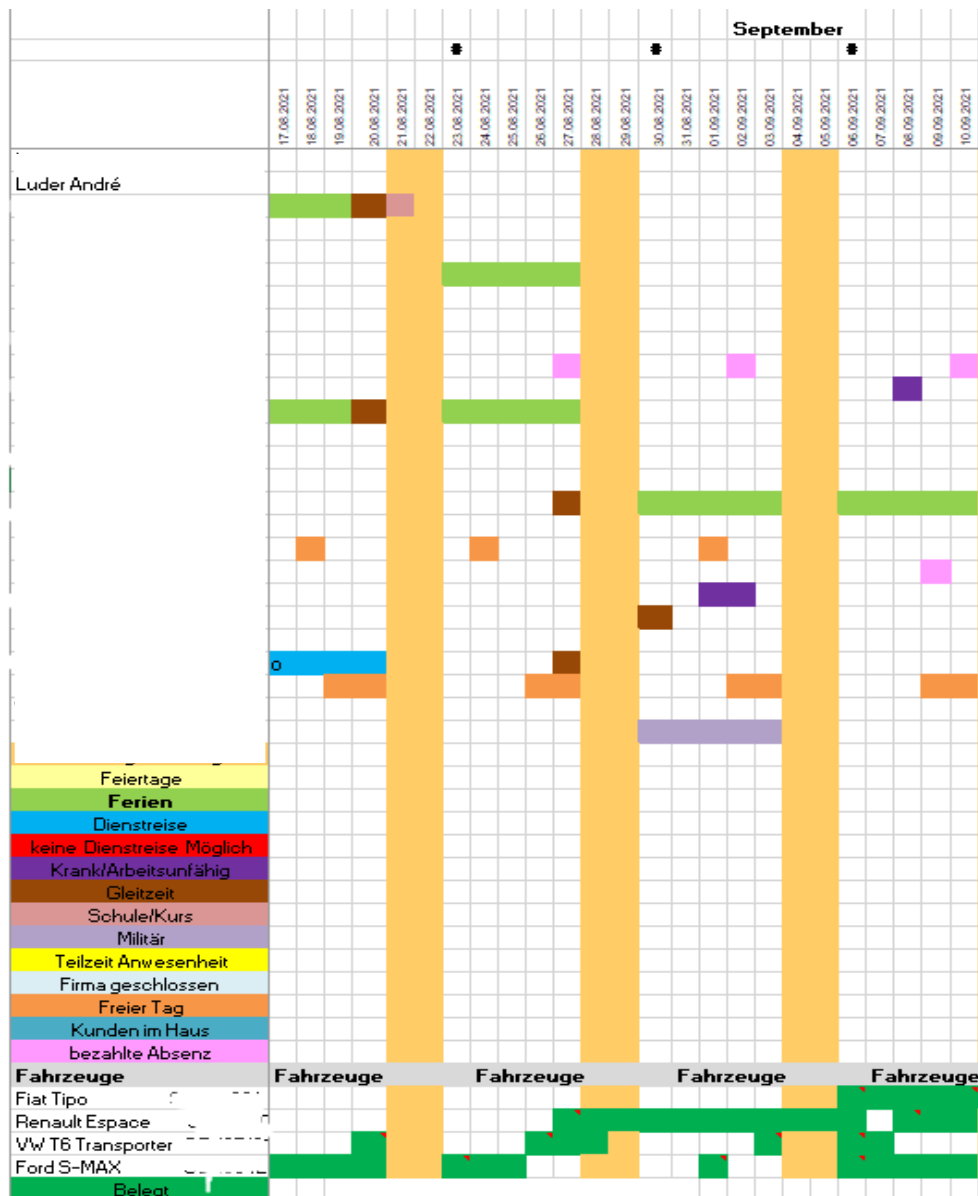 September
# # #
17.08.2021 18.08.2021 19.08.2021 20.08.2021 21.08.2021 22.08.2021 23.08.2021 24.08.2021 25.08.2021 26.08.2021 27.08.2021 28.08.2021 29.08.2021 30.08.2021 31.08.2021 01.09.2021 02.09.2021 03.09.2021 04.09.2021 05.09.2021 06.09.2021 07.09.2021 08.09.2021 09.09.2021 10.09.2021
Luder André
o
Feiertage
Ferien
Dienstreise
keine Dienstreise Möglich
Krank/Arbeitsunfähig
Gleitzeit
Schule/Kurs
Militär
Teilzeit Anwesenheit
Firma geschlossen
Freier Tag
Kunden im Haus
bezahlte Absenz
Fahrzeuge Fahrzeuge Fahrzeuge Fahrzeuge Fahrzeuge
Fiat Tipo
Renault Espace
VW T6 Transporter
Ford S-MAX
Belegt